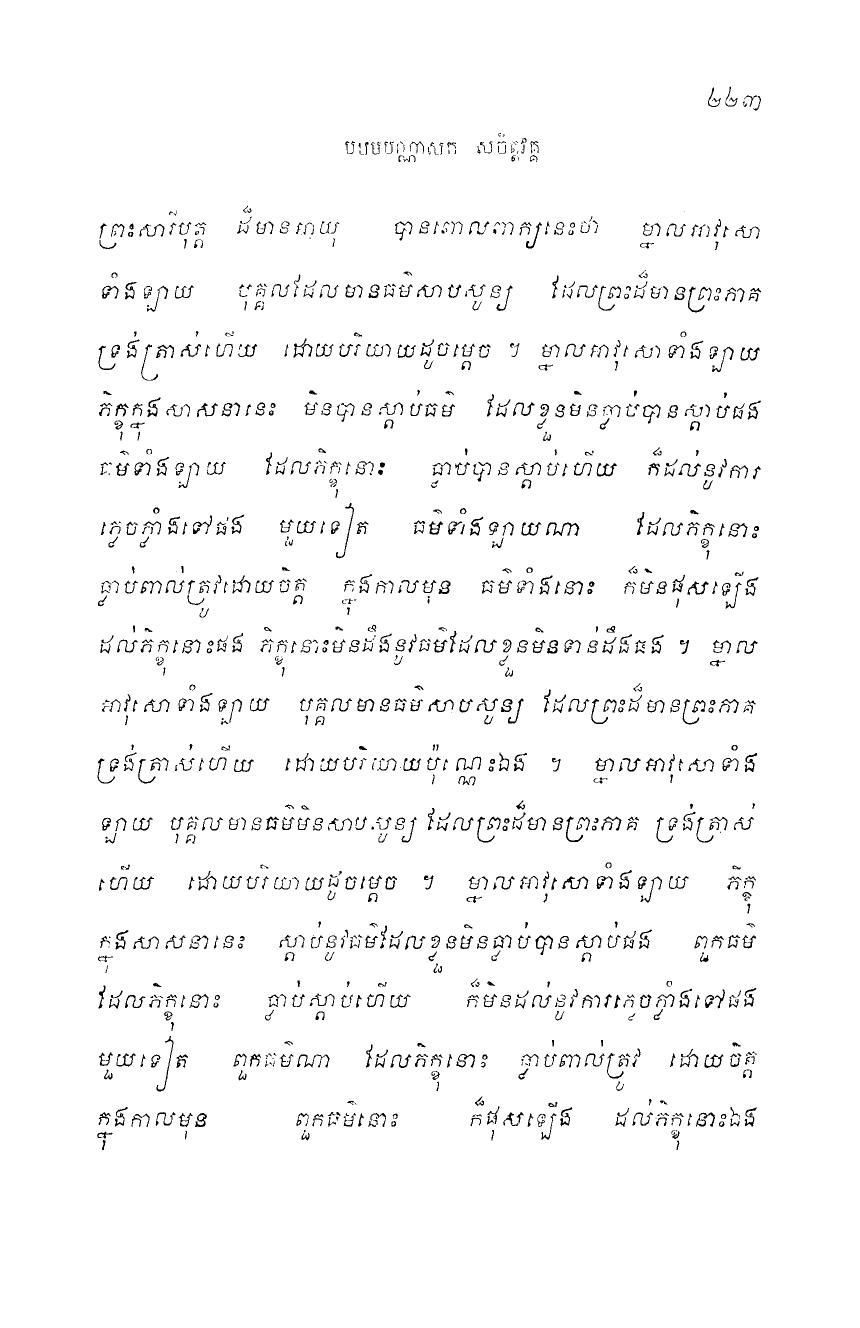 ២២៣
បឋមបណ្ណាសក សចិត្តវគ្គ
ព្រះសារីបុត្ត ដ៏មានអាយុ បានពោលពាក្យនេះថា ម្នាលអាវុសោ
ទាំងឡាយ បុគ្គលដែលមានធម៌សាបសូន្យ ដែលព្រះដ៏មានព្រះភាគ
ទ្រង់ត្រាស់ហើយ ដោយបរិយាយដូចម្តេច ។ ម្នាលអាវុសោទាំងឡាយ
ភិក្ខុក្នុងសាសនានេះ មិនបានស្តាប់ធម៌ ដែលខ្លួនមិនធ្លាប់បានស្តាប់ផង
ធម៌ទាំងឡាយ ដែលភិក្ខុនោះ ធ្លាប់បានស្តាប់ហើយ ក៏ដល់នូវការ
ភ្លេចភ្លាំងទៅផង មួយទៀត ធម៌ទាំងឡាយណា ដែលភិក្ខុនោះ
ធ្លាប់ពាល់ត្រូវដោយចិត្ត ក្នុងកាលមុន ធម៌ទាំងនោះ ក៏មិនផុសឡើង
ដល់ភិក្ខុនោះផង ភិក្ខុនោះមិនដឹងនូវធម៌ដែលខ្លួនមិនទាន់ដឹងផង ។ ម្នាល
អាវុសោទាំងឡាយ បុគ្គលមានធម៌សាបសូន្យ ដែលព្រះដ៏មានព្រះភាគ
ទ្រង់ត្រាស់ហើយ ដោយបរិយាយប៉ុណ្ណេះឯង ។ ម្នាលអាវុសោទាំង
ឡាយ បុគ្គលមានធម៌មិនសាបសូន្យ ដែលព្រះដ៏មានព្រះភាគ ទ្រង់ត្រាស់
ហើយ ដោយបរិយាយដូចម្តេច ។ ម្នាលអាវុសោទាំងឡាយ ភិក្ខុ
ក្នុងសាសនានេះ ស្តាប់នូវធម៌ដែលខ្លួនមិនធ្លាប់បានស្តាប់ផង ពួកធម៌
ដែលភិក្ខុនោះ ធ្លាប់ស្តាប់ហើយ ក៏មិនដល់នូវការភ្លេចភ្លាំងទៅផង
មួយទៀត ពួកធម៌ណា ដែលភិក្ខុនោះ ធ្លាប់ពាល់ត្រូវ ដោយចិត្ត
ក្នុងកាលមុន ពួកធម៌នោះ ក៏ផុសឡើង ដល់ភិក្ខុនោះឯង